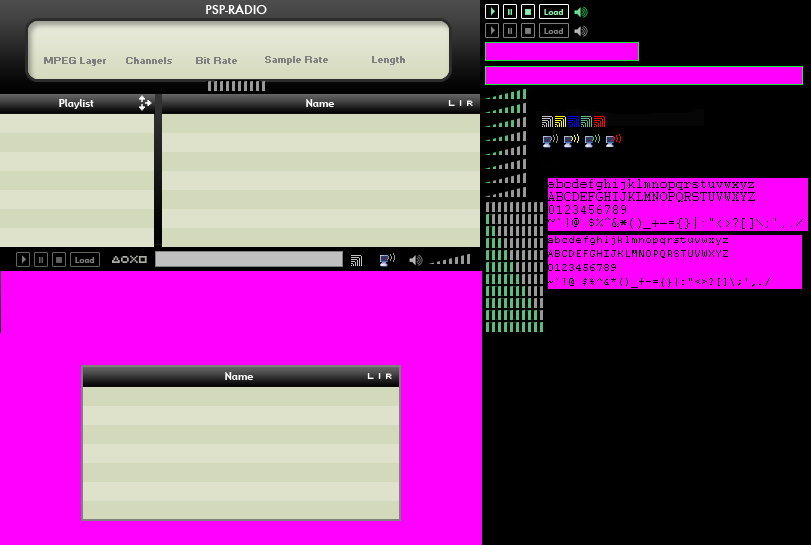 PSP-RADIO
MPEG Layer Channels Bit Rate Sample Rate Length
Playlist
Name L I R
Load
Name L I R
Load
Load
abcdefghijklmnopqrstuvwxyz
ABCDEFGHIJKLMNOPQRSTUVWXYZ
0123456789
~`!@ $%^&*()_+-={}|:"<>?[]\;',./
abcdefghijklmnopqrstuvwxyz
ABCDEFGHIJKLMNOPQRSTUVWXYZ
0123456789
~`!@ $%^&*()_+-={}|:"<>?[]\;',./